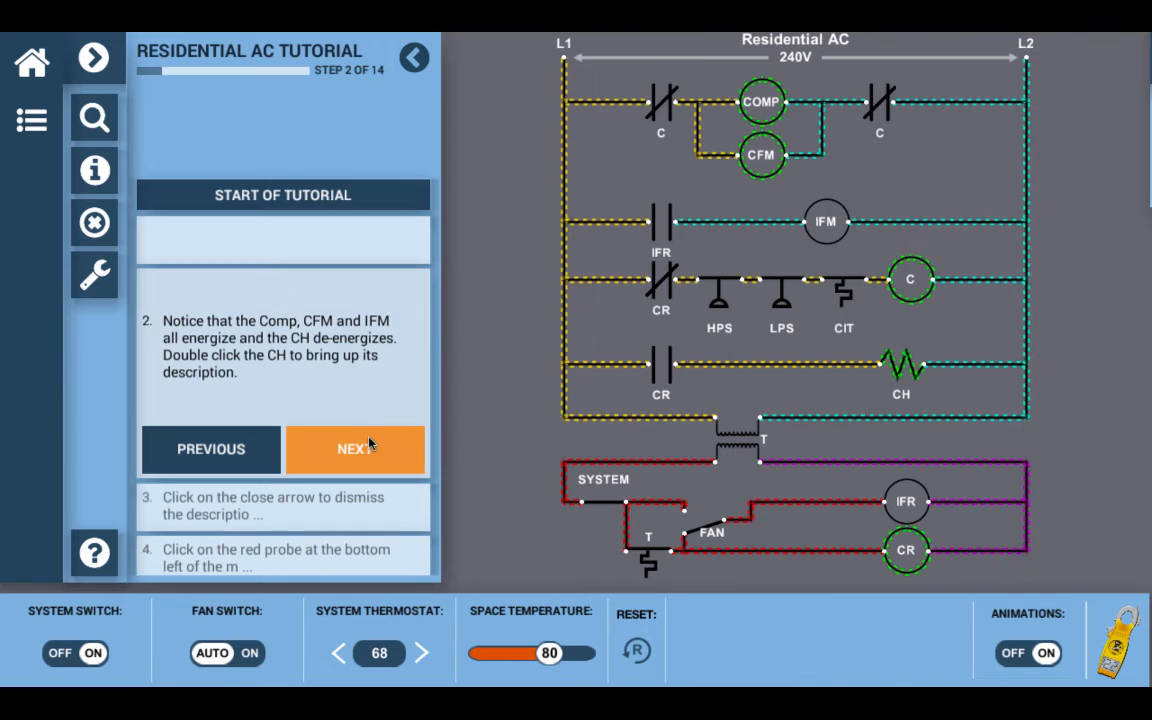 RESIDENTIAL AC TUTORIAL
STEP 2 OF 14
START OF TUTORIAL
2. Notice that the Comp, CFM and IFM
all energize and the CH de-energizes.
Double click the CH to bring up its
description.
PREVIOUS
NEXT
3. Click on the close arrow to dismiss
the descriptio ...
4. Click on the red probe at the bottom
left of the m ...
?
L1
Residential AC
240V
L2
C
COMP
C
CFM
IFR
IFM
CR
HPS
LPS
CIT
C
CR
CH
T
SYSTEM
T
FAN
IFR
CR
SYSTEM SWITCH:
OFF ON
FAN SWITCH:
AUTO ON
SYSTEM THERMOSTAT:
68
SPACE TEMPERATURE:
80
RESET:
R
ANIMATIONS:
OFF ON